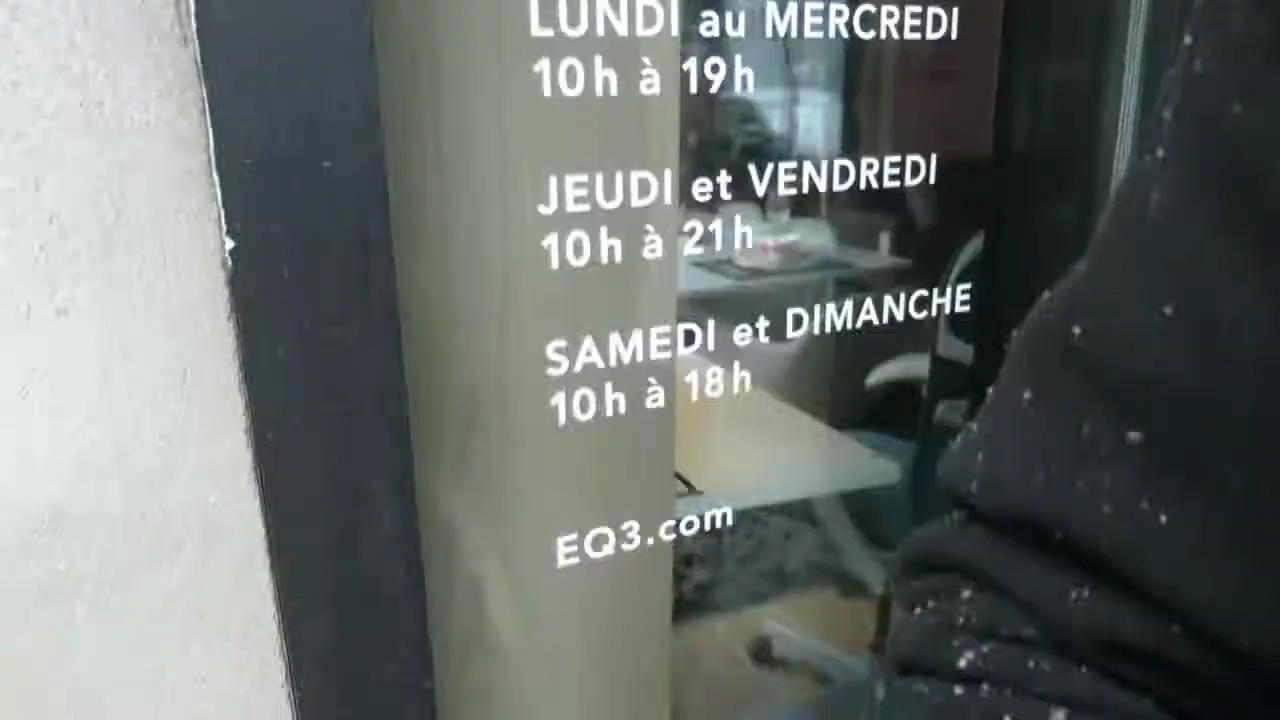 LUNDI au MERCREDI
10h à 19h
JEUDI et VENDREDI
10h à 21h
SAMEDI et DIMANCHE
10h à 18h
EQ3.com